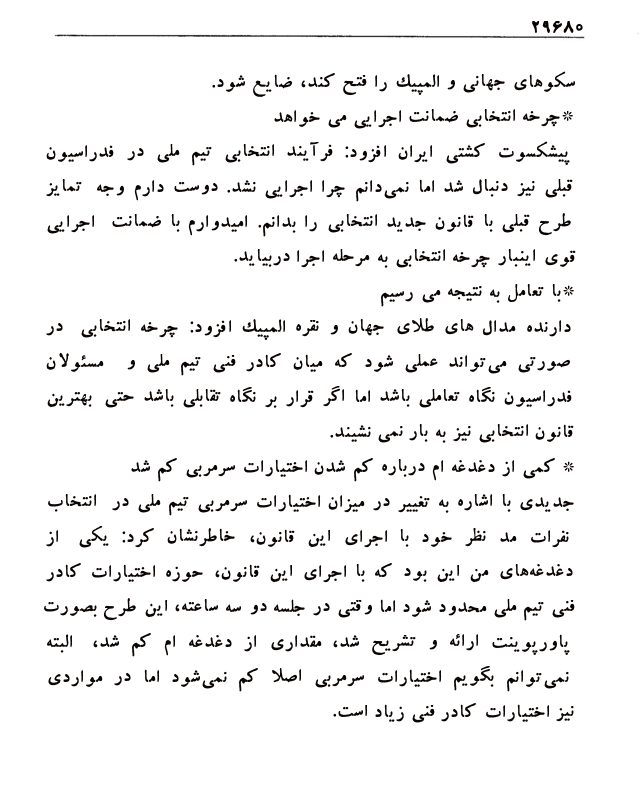 ۲۹۶۸۰
سکوهای جهانی و المپیك را فتح کند، ضایع شود.
*چرخه انتخابی ضمانت اجرایی می خواهد
پیشکسوت کشتی ایران افزود: فرآیند انتخابی تیم ملی در فدراسیون
قبلی نیز دنبال شد اما نمی‌دانم چرا اجرایی نشد. دوست دارم وجه تمایز
طرح قبلی با قانون جدید انتخابی را بدانم. امیدوارم با ضمانت اجرایی
قوی اینبار چرخه انتخابی به مرحله اجرا دربیاید.
*با تعامل به نتیجه می رسیم
دارنده مدال های طلای جهان و نقره المپیك افزود: چرخه انتخابی در
صورتی می‌تواند عملی شود که میان کادر فنی تیم ملی و مسئولان
فدراسیون نگاه تعاملی باشد اما اگر قرار بر نگاه تقابلی باشد حتی بهترین
قانون انتخابی نیز به بار نمی نشیند.
* کمی از دغدغه ام درباره کم شدن اختیارات سرمربی کم شد
جدیدی با اشاره به تغییر در میزان اختیارات سرمربی تیم ملی در انتخاب
نفرات مد نظر خود با اجرای این قانون، خاطرنشان کرد: یکی از
دغدغه‌های من این بود که با اجرای این قانون، حوزه اختیارات کادر
فنی تیم ملی محدود شود اما وقتی در جلسه دو سه ساعته، این طرح بصورت
پاورپوینت ارائه و تشریح شد، مقداری از دغدغه ام کم شد، البته
نمی‌توانم بگویم اختیارات سرمربی اصلا کم نمی‌شود اما در مواردی
نیز اختیارات کادر فنی زیاد است.